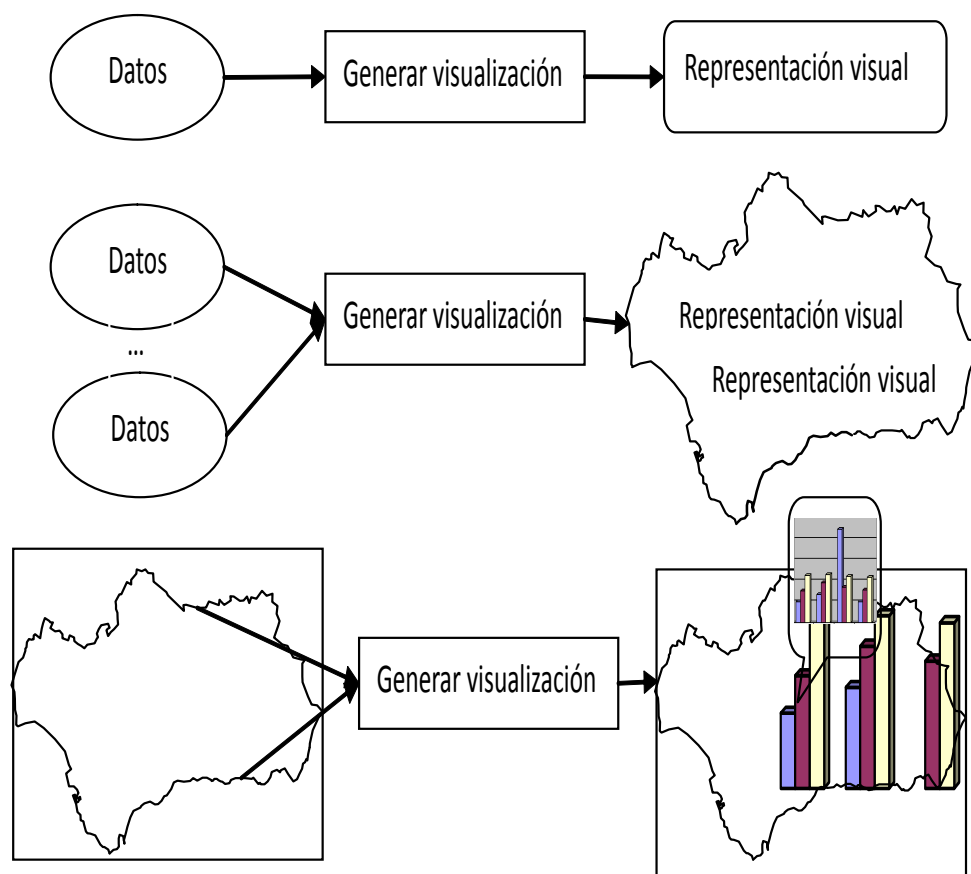 Datos
Generar visualización
Representación visual
Datos
...
Datos
Generar visualización
Representación visual
Representación visual
Generar visualización